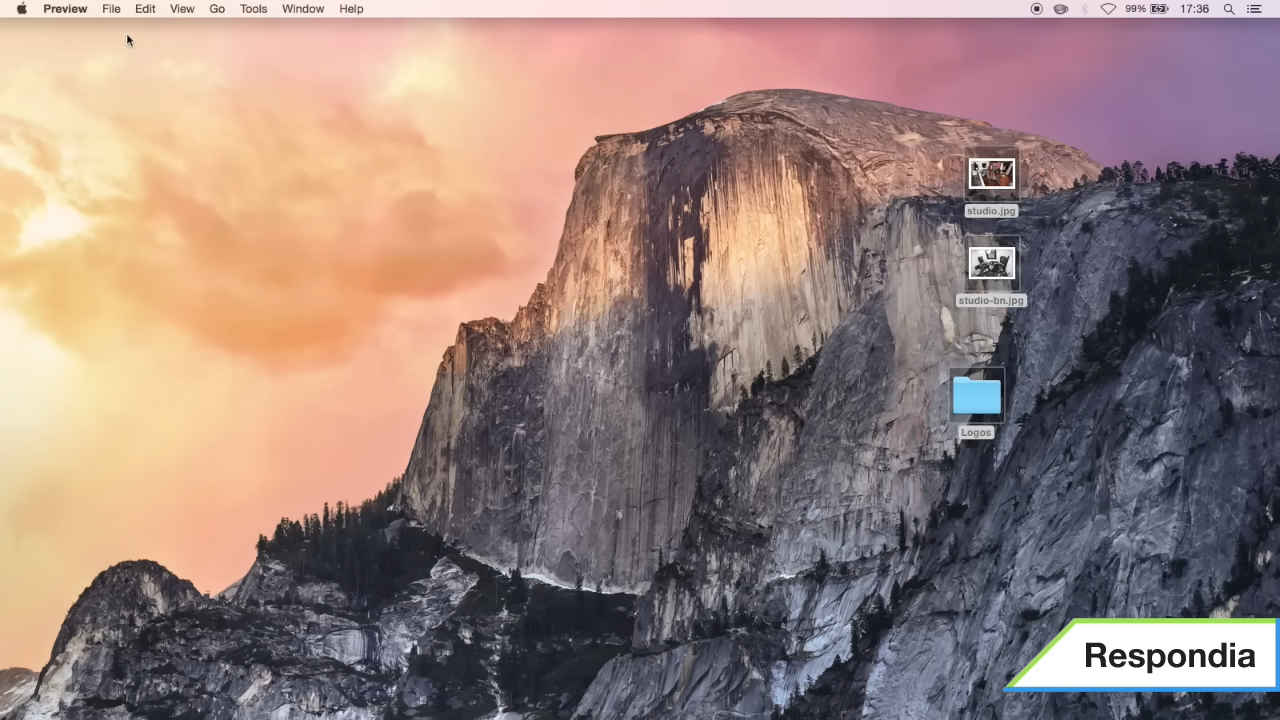 Preview File Edit View Go Tools Window Help 99% 17:36
studio.jpg
studio-bn.jpg
Logos
Respondia